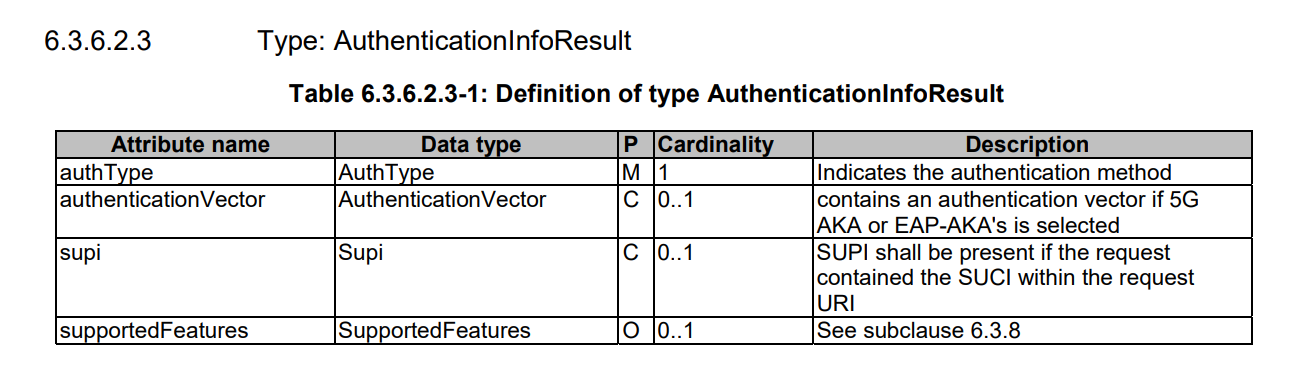 6.3.6.2.3 Type: AuthenticationInfoResult
Table 6.3.6.2.3-1: Definition of type AuthenticationInfoResult
Attribute name Data type P Cardinality Description
authType AuthType M 1 Indicates the authentication method
authenticationVector AuthenticationVector C 0..1 contains an authentication vector if 5G
AKA or EAP-AKA's is selected
supi Supi C 0..1 SUPI shall be present if the request
contained the SUCI within the request
URI
supportedFeatures SupportedFeatures O 0..1 See subclause 6.3.8